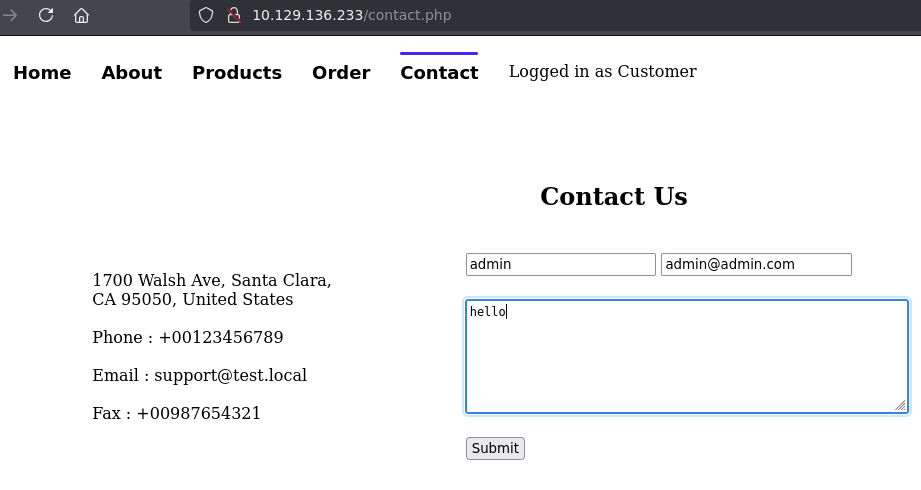 10.129.136.233/contact.php
Home About Products Order Contact Logged in as Customer
Contact Us
admin admin@admin.com
hello
1700 Walsh Ave, Santa Clara,
CA 95050, United States
Phone : +00123456789
Email : support@test.local
Fax : +00987654321
Submit